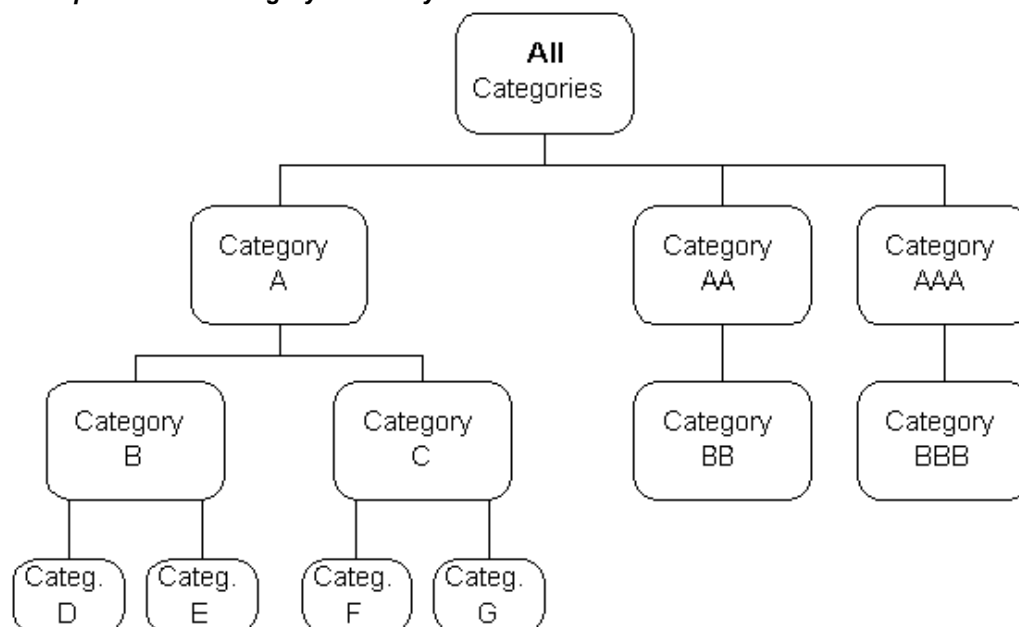 All
Categories
Category
A
Category
AA
Category
AAA
Category
B
Category
C
Category
BB
Category
BBB
Categ.
D
Categ.
E
Categ.
F
Categ.
G